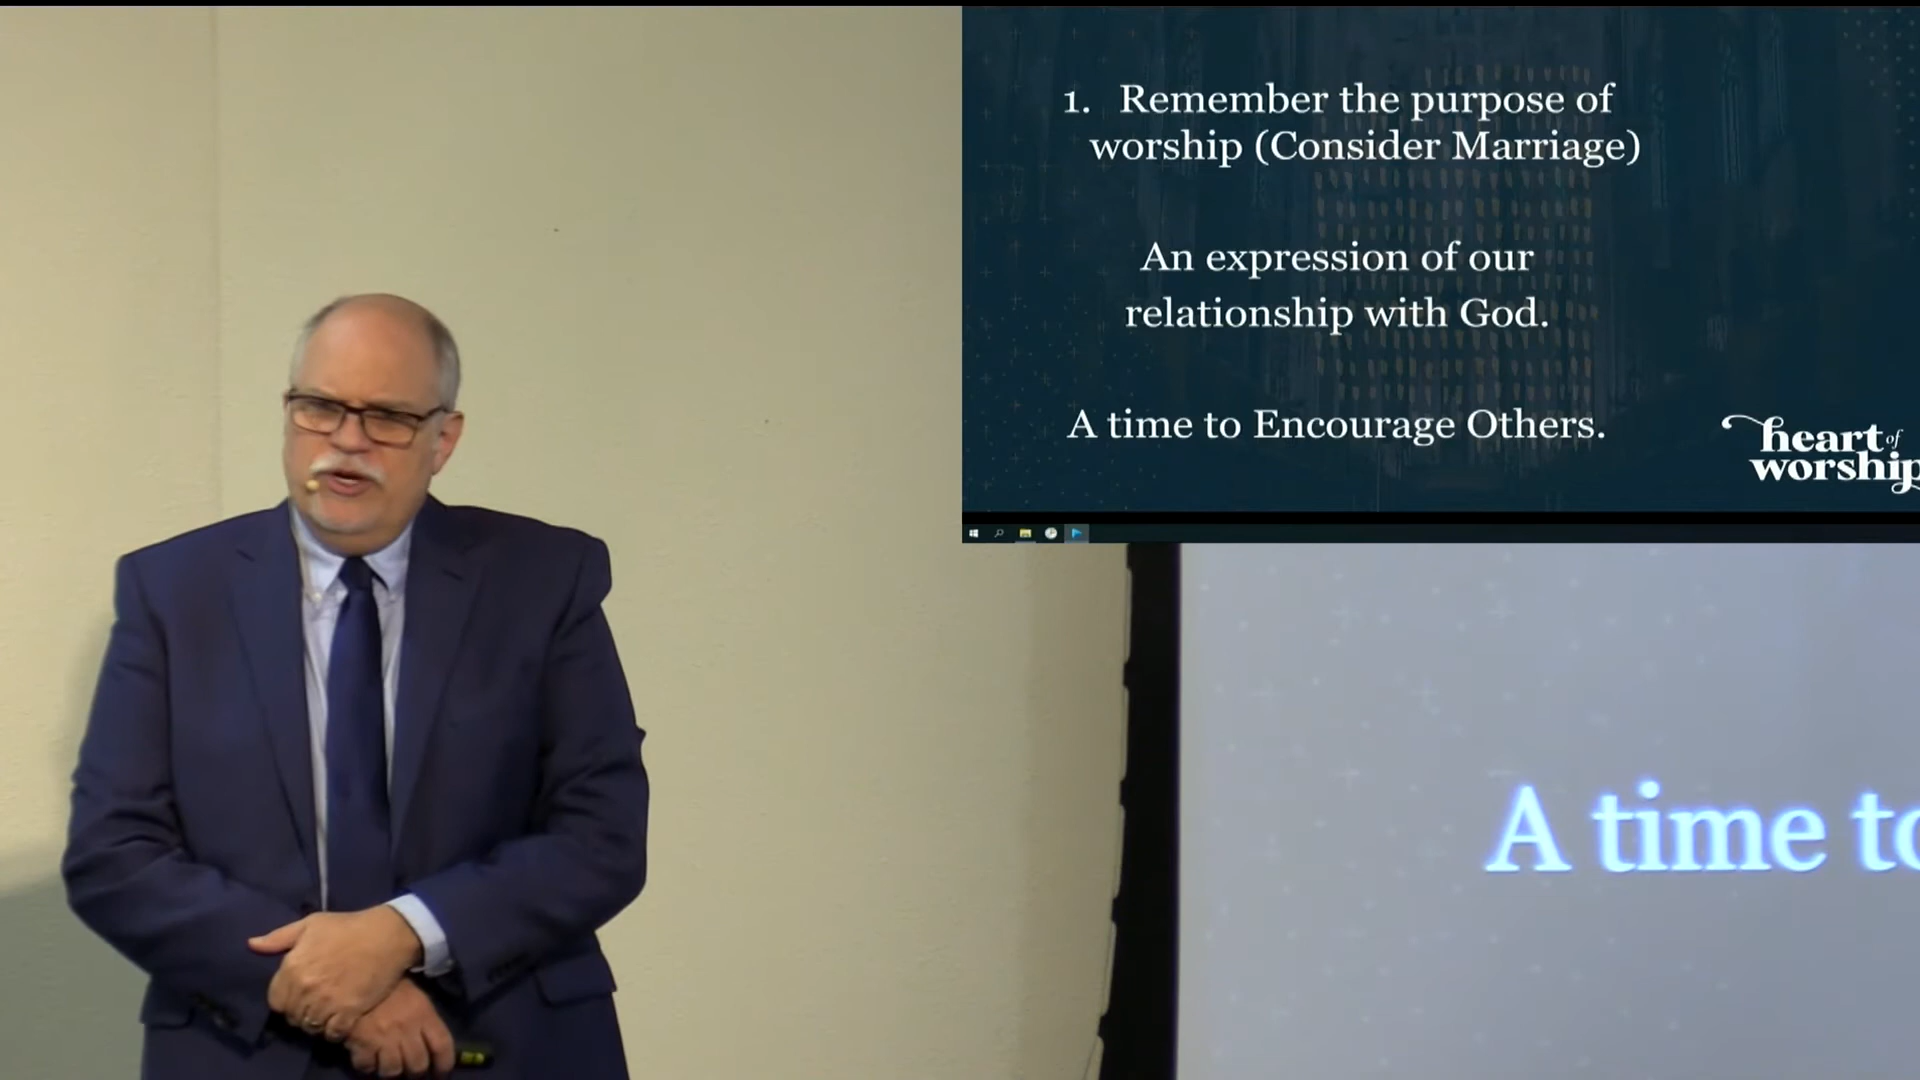 1. Remember the purpose of
worship (Consider Marriage)
An expression of our
relationship with God.
A time to Encourage Others.
heart of
worship
A time to